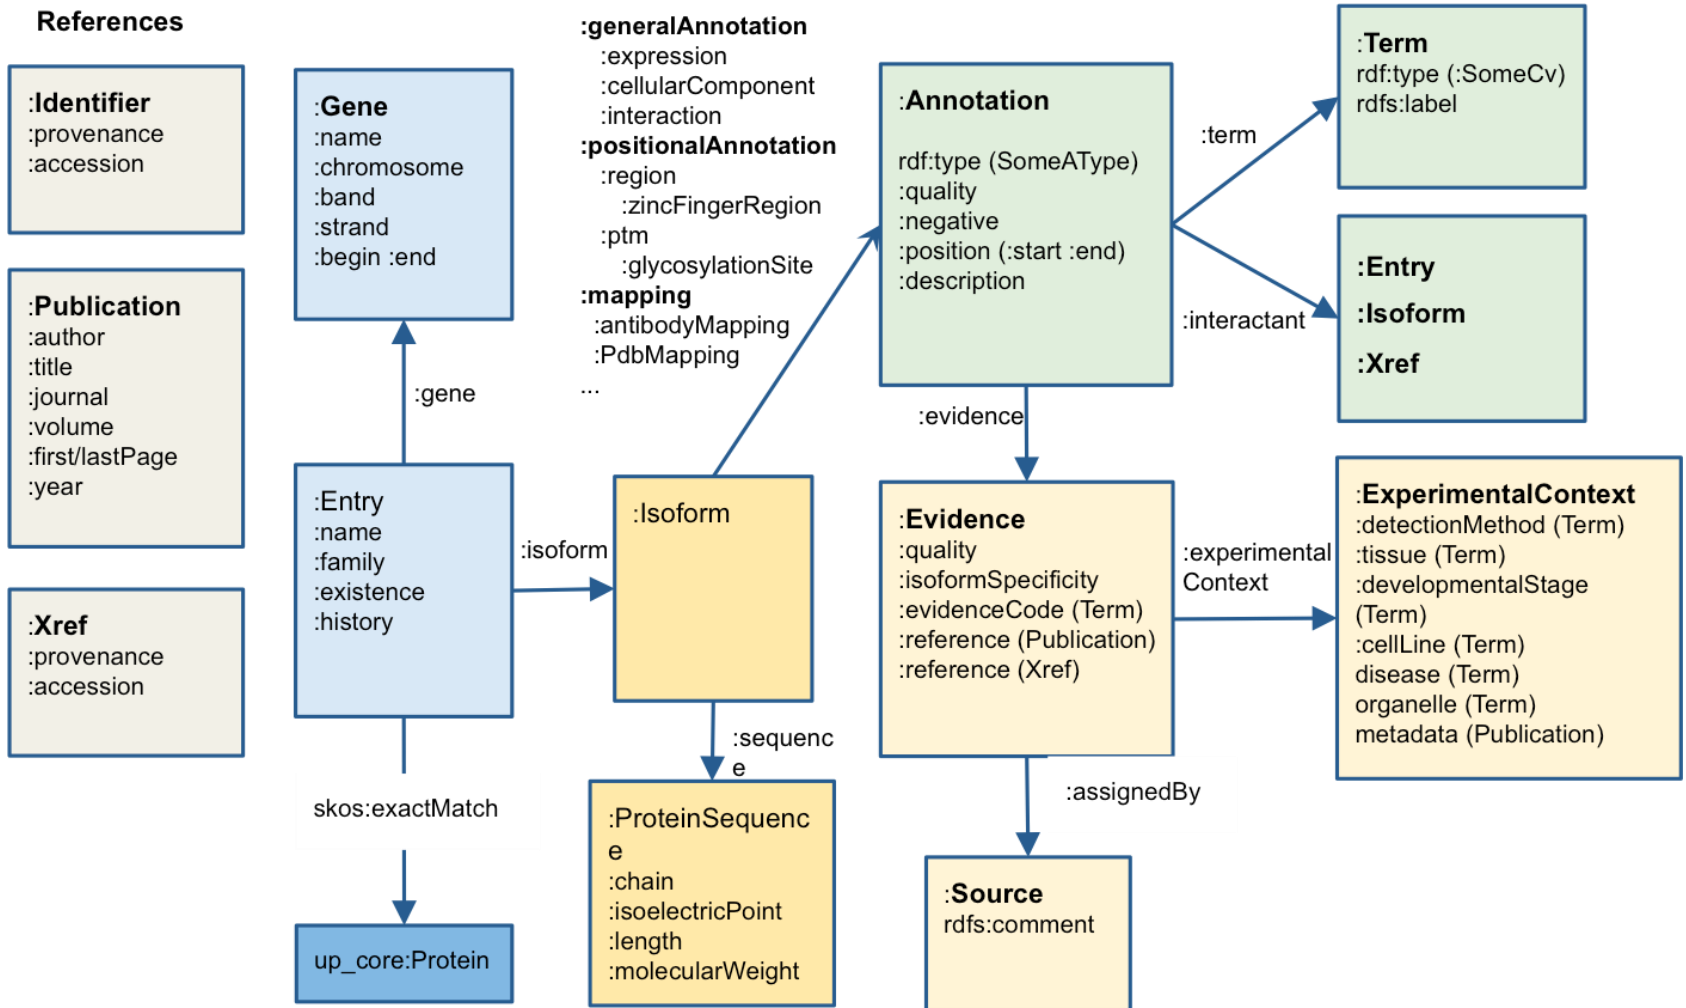 References
:Identifier
:provenance
:accession
:Publication
:author
:title
:journal
:volume
:first/lastPage
:year
:Xref
:provenance
:accession
:Gene
:name
:chromosome
:band
:strand
:begin :end
:gene
:Entry
:name
:family
:existence
:history
skos:exactMatch
up_core:Protein
:isoform
:generalAnnotation
:expression
:cellularComponent
:interaction
:positionalAnnotation
:region
:zincFingerRegion
:ptm
:glycosylationSite
:mapping
:antibodyMapping
:PdbMapping
...
:Isoform
:sequenc
e
:ProteinSequenc
e
:chain
:isoelectricPoint
:length
:molecularWeight
:Annotation
rdf:type (SomeAType)
:quality
:negative
:position (:start :end)
:description
:evidence
:Evidence
:quality
:isoformSpecificity
:evidenceCode (Term)
:reference (Publication)
:reference (Xref)
:assignedBy
:Source
rdfs:comment
:term
:Term
rdf:type (:SomeCv)
rdfs:label
:interactant
:Entry
:Isoform
:Xref
:experimental
Context
:ExperimentalContext
:detectionMethod (Term)
:tissue (Term)
:developmentalStage
(Term)
:cellLine (Term)
disease (Term)
organelle (Term)
metadata (Publication)